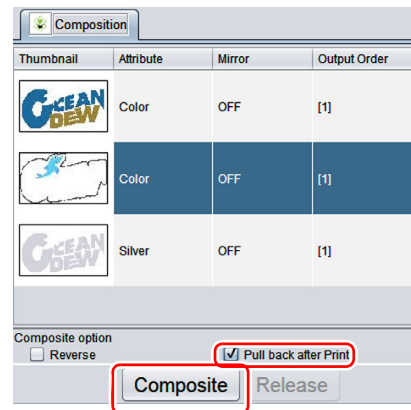 Composition
Thumbnail Attribute Mirror Output Order
OCEAN DEW Color OFF [1]
Color OFF [1]
OCEAN DEW Silver OFF [1]
Composite option
Reverse Pull back after Print
Composite Release